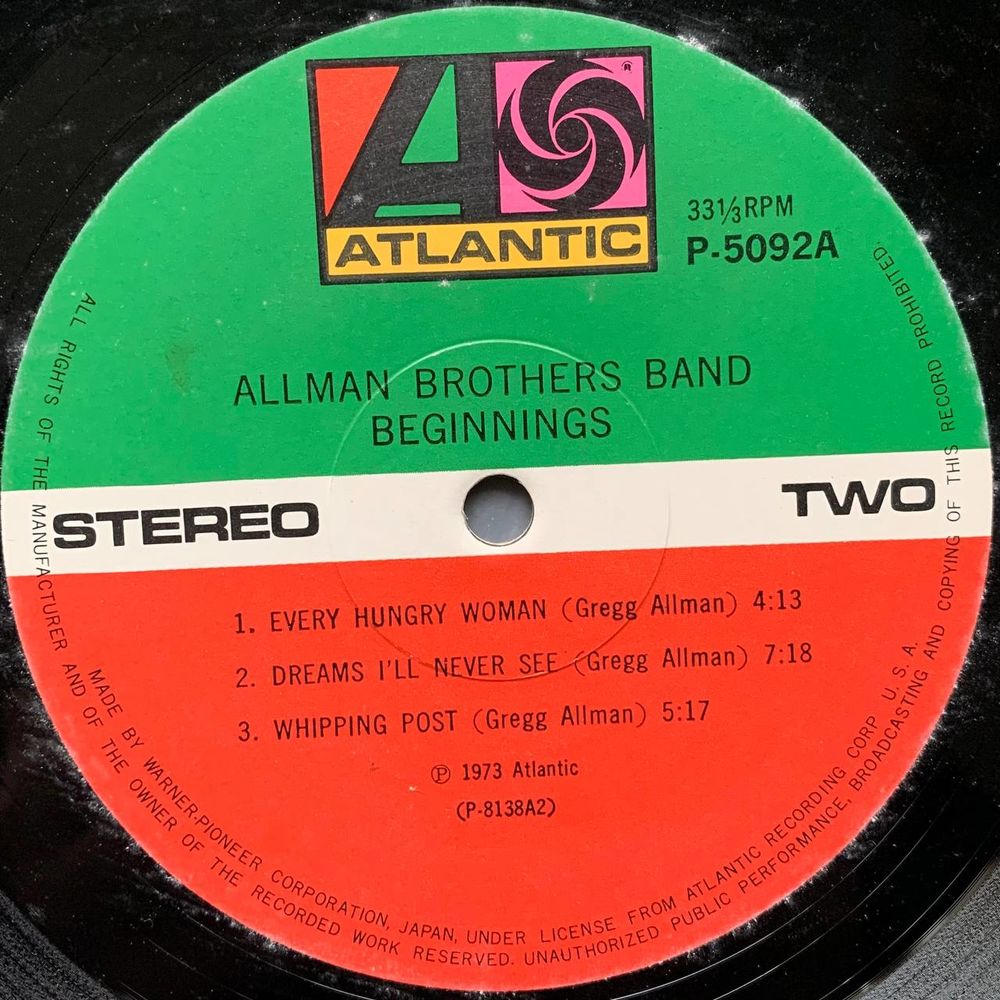 ®
ATLANTIC
33⅓RPM
P-5092A
ALLMAN BROTHERS BAND
BEGINNINGS
STEREO
TWO
1. EVERY HUNGRY WOMAN (Gregg Allman) 4:13
2. DREAMS I'LL NEVER SEE (Gregg Allman) 7:18
3. WHIPPING POST (Gregg Allman) 5:17
℗ 1973 Atlantic
(P-8138A2)
MADE BY WARNER-PIONEER CORPORATION, JAPAN, UNDER LICENSE FROM ATLANTIC RECORDING CORP. U. S. A.
ALL RIGHTS OF THE MANUFACTURER AND OF THE OWNER OF THE RECORDED WORK RESERVED. UNAUTHORIZED PUBLIC PERFORMANCE, BROADCASTING AND COPYING OF THIS RECORD PROHIBITED.